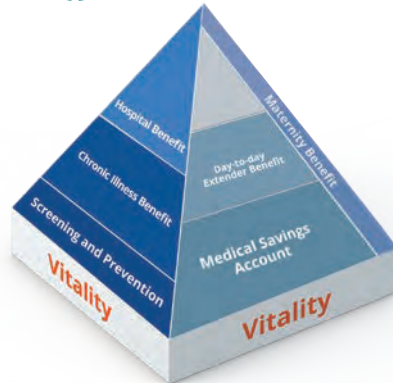 Hospital Benefit
Chronic Illness Benefit
Screening and Prevention
Vitality
Day-to-day
Extender Benefit
Medical Savings
Account
Maternity Benefit
Vitality